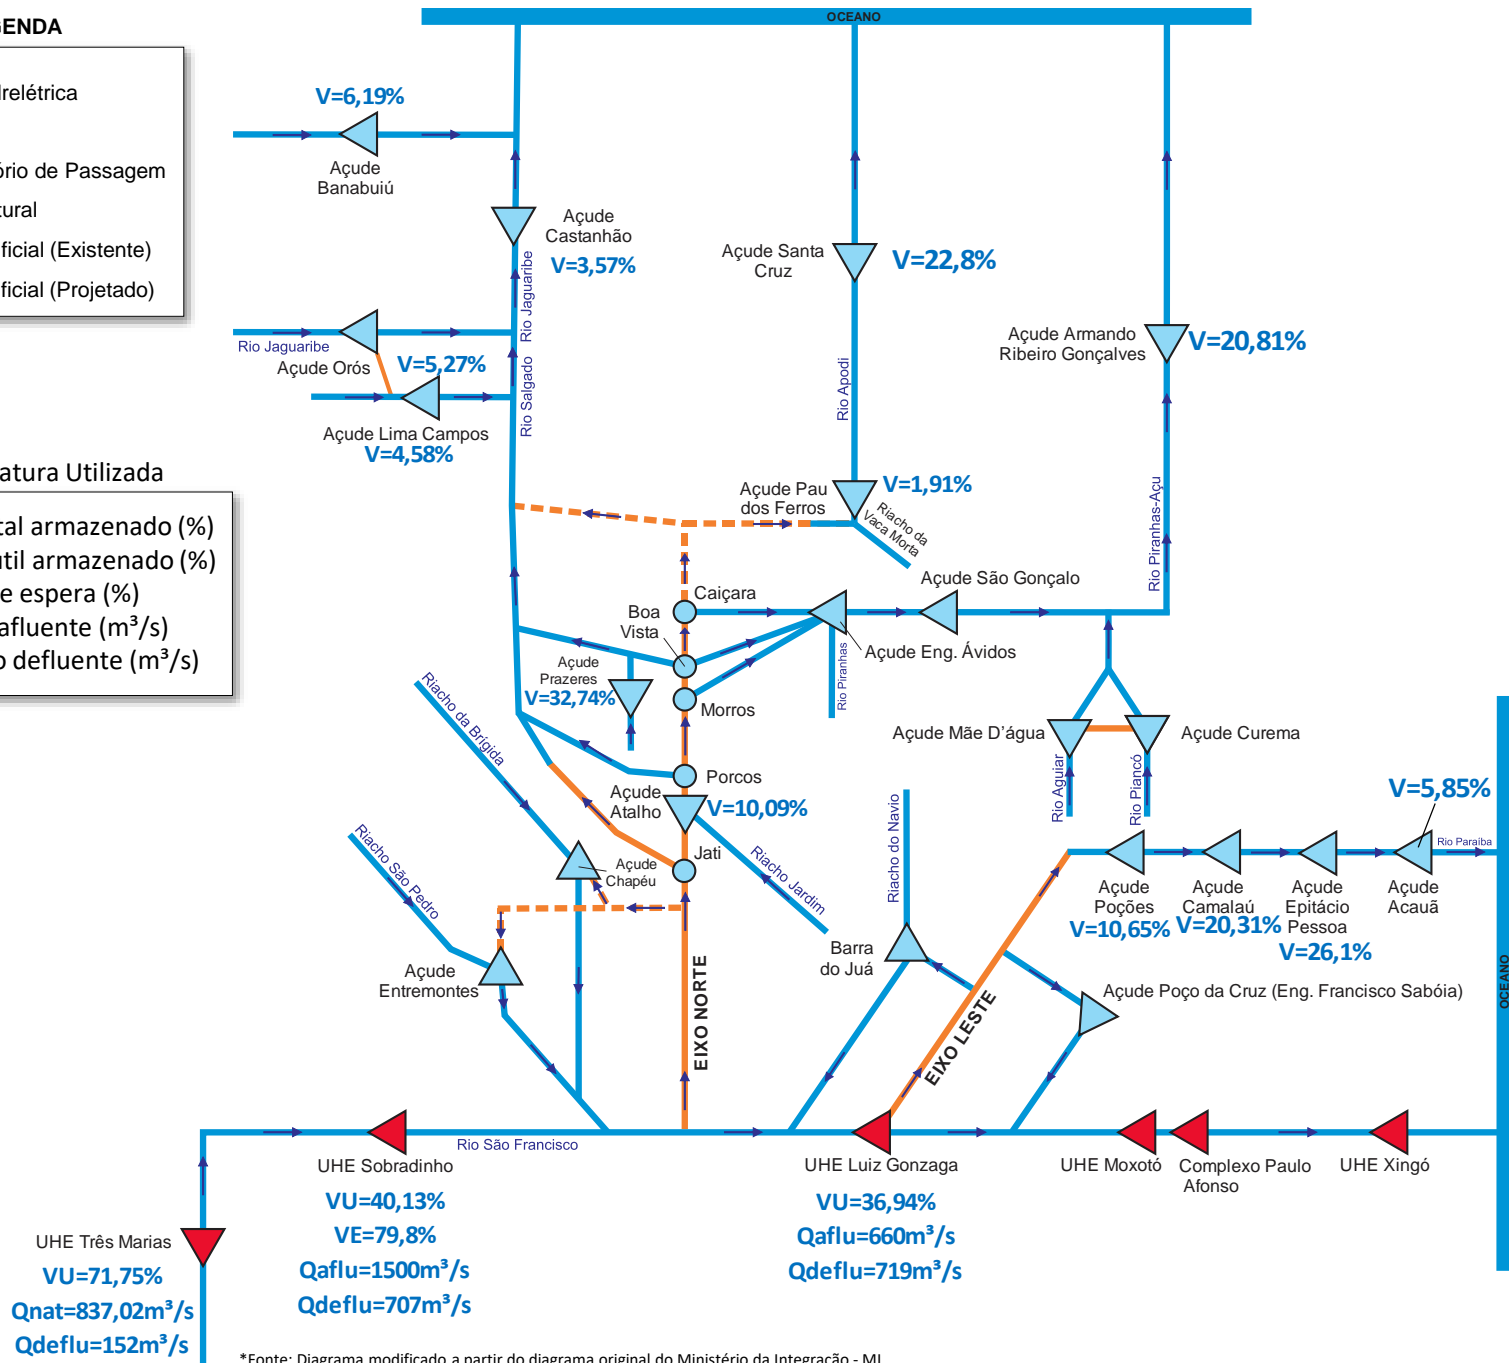 OCEANO
GENDA
drelétrica
ório de Passagem
tural
ficial (Existente)
ficial (Projetado)
V=6,19%
Açude
Banabuiú
Açude
Castanhão
V=3,57%
Rio Jaguaribe
Açude Santa
Cruz
V=22,8%
Açude Armando
Ribeiro Gonçalves
V=20,81%
Rio Jaguaribe
Açude Orós
V=5,27%
Rio Salgado
Rio Apodi
Açude Lima Campos
V=4,58%
atura Utilizada
tal armazenado (%)
útil armazenado (%)
e espera (%)
afluente (m³/s)
o defluente (m³/s)
Açude Pau
dos Ferros
V=1,91%
Riacho da
Vaca Morta
Rio Piranhas-Açu
Açude São Gonçalo
Caiçara
Boa
Vista
Açude Eng. Ávidos
Rio Piranhas
Açude
Prazeres
V=32,74%
Morros
Riacho da Brígida
Porcos
Açude
Atalho
V=10,09%
Açude Mãe D'água
Açude Curema
Rio Aguiar
Rio Piancó
V=5,85%
Rio Paraiba
Riacho São Pedro
Açude
Chapéu
Jati
Riacho Jardim
Riacho do Navio
Açude
Poções
V=10,65%
Açude
Camalaú
V=20,31%
Açude
Epitácio
Pessoa
V=26,1%
Açude
Acauã
Açude
Entremontes
EIXO NORTE
Barra
do Juá
EIXO LESTE
Açude Poço da Cruz (Eng. Francisco Sabóia)
OCEANO
Rio São Francisco
UHE Sobradinho
VU=40,13%
VE=79,8%
Qaflu=1500m³/s
Qdeflu=707m³/s
UHE Luiz Gonzaga
VU=36,94%
Qaflu=660m³/s
Qdeflu=719m³/s
UHE Moxotó
Complexo Paulo
Afonso
UHE Xingó
UHE Três Marias
VU=71,75%
Qnat=837,02m³/s
Qdeflu=152m³/s
*Fonte: Diagrama modificado a partir do diagrama original do Ministério da Integração - MI